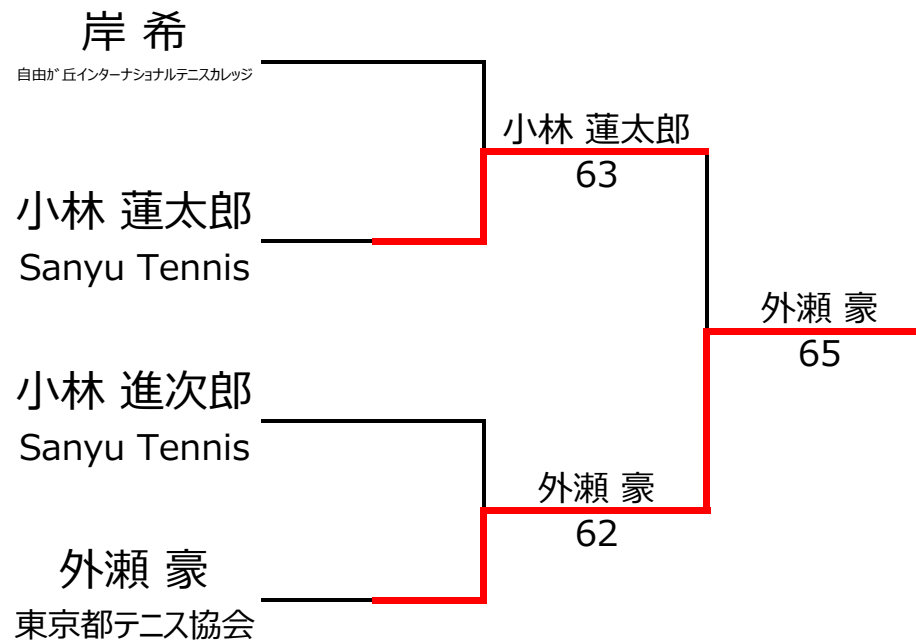 岸 希
自由が丘インターナショナルテニスカレッジ
小林 蓮太郎
63
小林 蓮太郎
Sanyu Tennis
外瀬 豪
65
小林 進次郎
Sanyu Tennis
外瀬 豪
62
外瀬 豪
東京都テニス協会